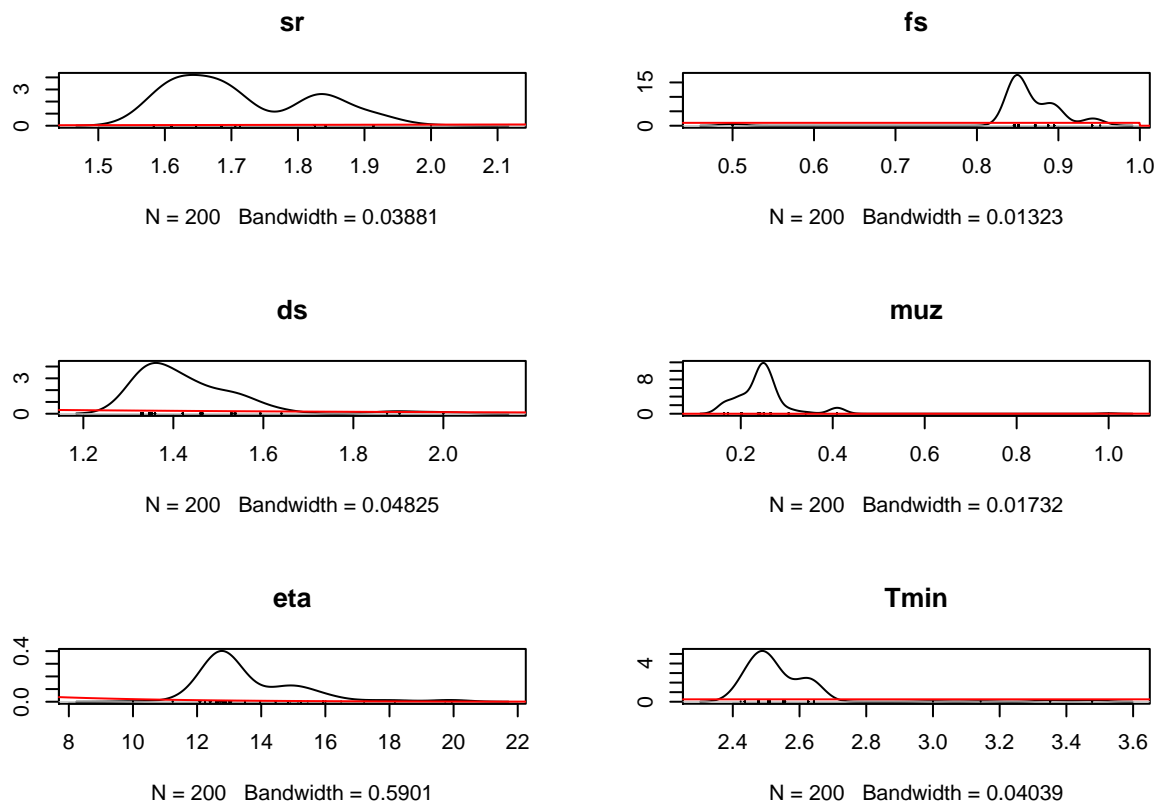 sr
3
0
1.5 1.6 1.7 1.8 1.9 2.0 2.1
N = 200 Bandwidth = 0.03881
fs
15
0
0.5 0.6 0.7 0.8 0.9 1.0
N = 200 Bandwidth = 0.01323
ds
3
0
1.2 1.4 1.6 1.8 2.0
N = 200 Bandwidth = 0.04825
muz
8
0
0.2 0.4 0.6 0.8 1.0
N = 200 Bandwidth = 0.01732
eta
0.4
0.0
8 10 12 14 16 18 20 22
N = 200 Bandwidth = 0.5901
Tmin
4
0
2.4 2.6 2.8 3.0 3.2 3.4 3.6
N = 200 Bandwidth = 0.04039